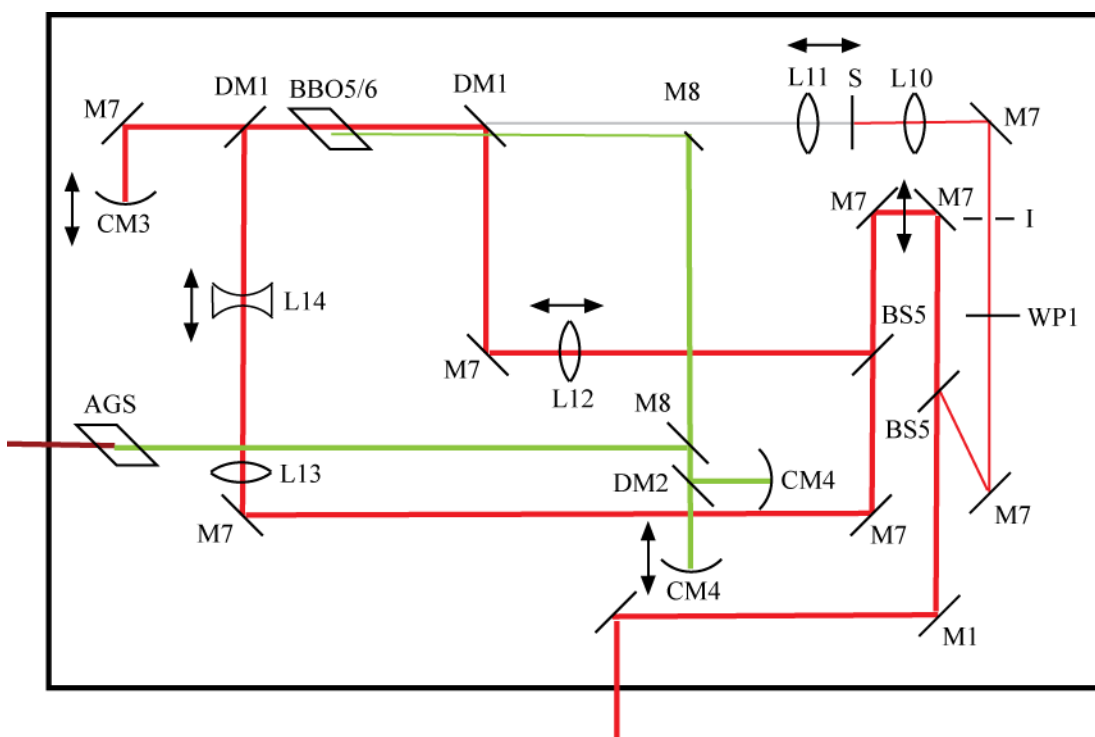 L11
S
L10
DM1
BBO5/6
DM1
M8
M7
M7
M7
M7
I
CM3
L14
BS5
WP1
M7
L12
AGS
M8
BS5
L13
DM2
CM4
M7
M7
M7
CM4
M1